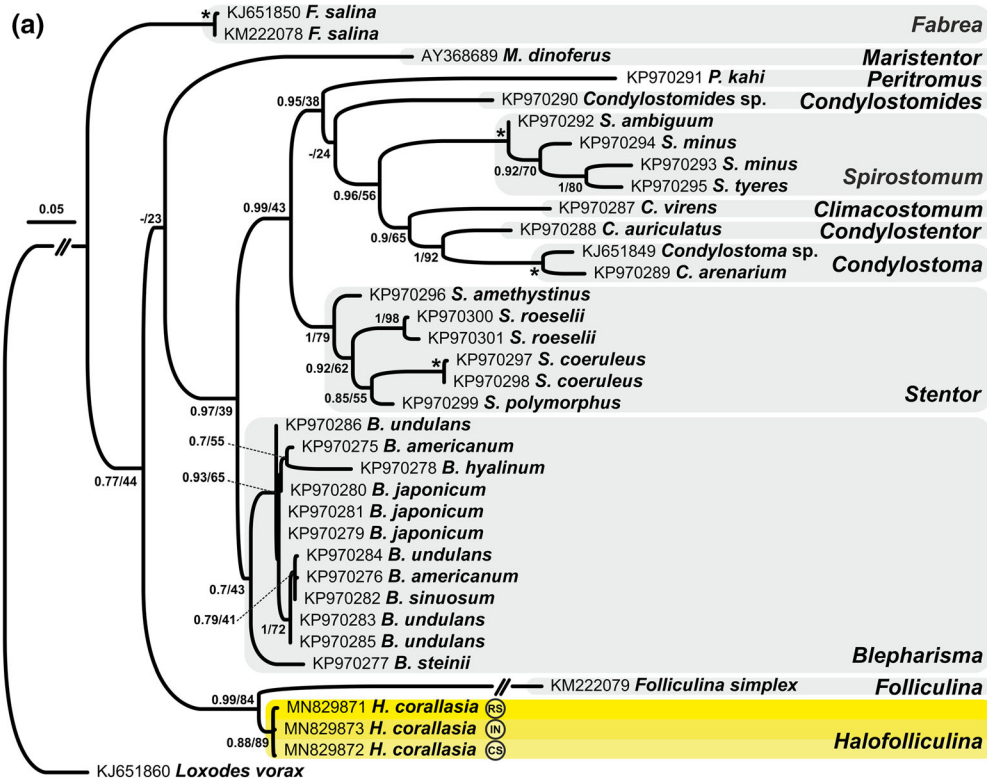 (a)
KJ651850 F. salina
KM222078 F. salina
*
Fabrea
AY368689 M. dinoferus
Maristentor
KP970291 P. kahi
Peritromus
0.95/38
KP970290 Condylostomides sp.
Condylostomides
KP970292 S. ambiguum
*
KP970294 S. minus
-/24
0.92/70
KP970293 S. minus
1/80
KP970295 S. tyeres
Spirostomum
0.96/56
0.05
0.99/43
-/23
KP970287 C. virens
Climacostomum
0.9/65
KP970288 C. auriculatus
Condylostentor
1/92
KJ651849 Condylostoma sp.
*
KP970289 C. arenarium
Condylostoma
KP970296 S. amethystinus
1/98
KP970300 S. roeselii
1/79
KP970301 S. roeselii
0.92/62
*
KP970297 S. coeruleus
KP970298 S. coeruleus
0.85/55
KP970299 S. polymorphus
Stentor
0.97/39
KP970286 B. undulans
0.7/55
KP970275 B. americanum
KP970278 B. hyalinum
0.93/65
0.77/44
KP970280 B. japonicum
KP970281 B. japonicum
KP970279 B. japonicum
KP970284 B. undulans
KP970276 B. americanum
0.7/43
KP970282 B. sinuosum
0.79/41
KP970283 B. undulans
1/72
KP970285 B. undulans
KP970277 B. steinii
Blepharisma
KM222079 Folliculina simplex
Folliculina
0.99/84
MN829871 H. corallasia RS
MN829873 H. corallasia IN
0.88/89
MN829872 H. corallasia CS
Halofolliculina
KJ651860 Loxodes vorax